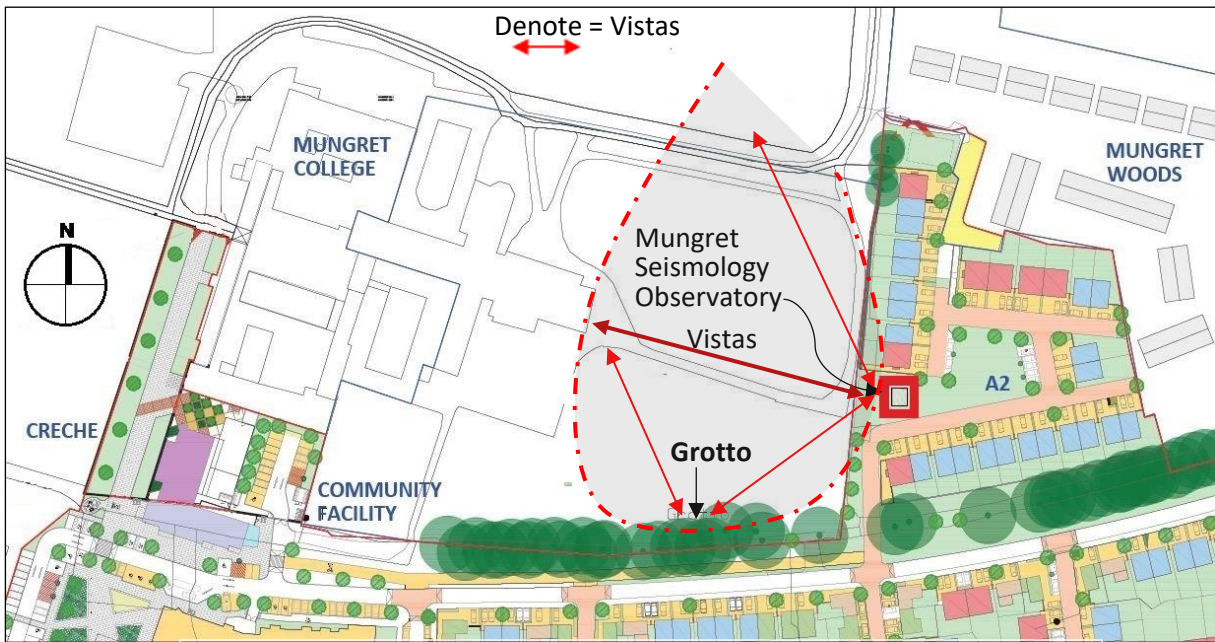 Denote = Vistas
MUNGRET
COLLEGE
MUNGRET
WOODS
N
Mungret
Seismology
Observatory
Vistas
A2
CRECHE
Grotto
COMMUNITY
FACILITY